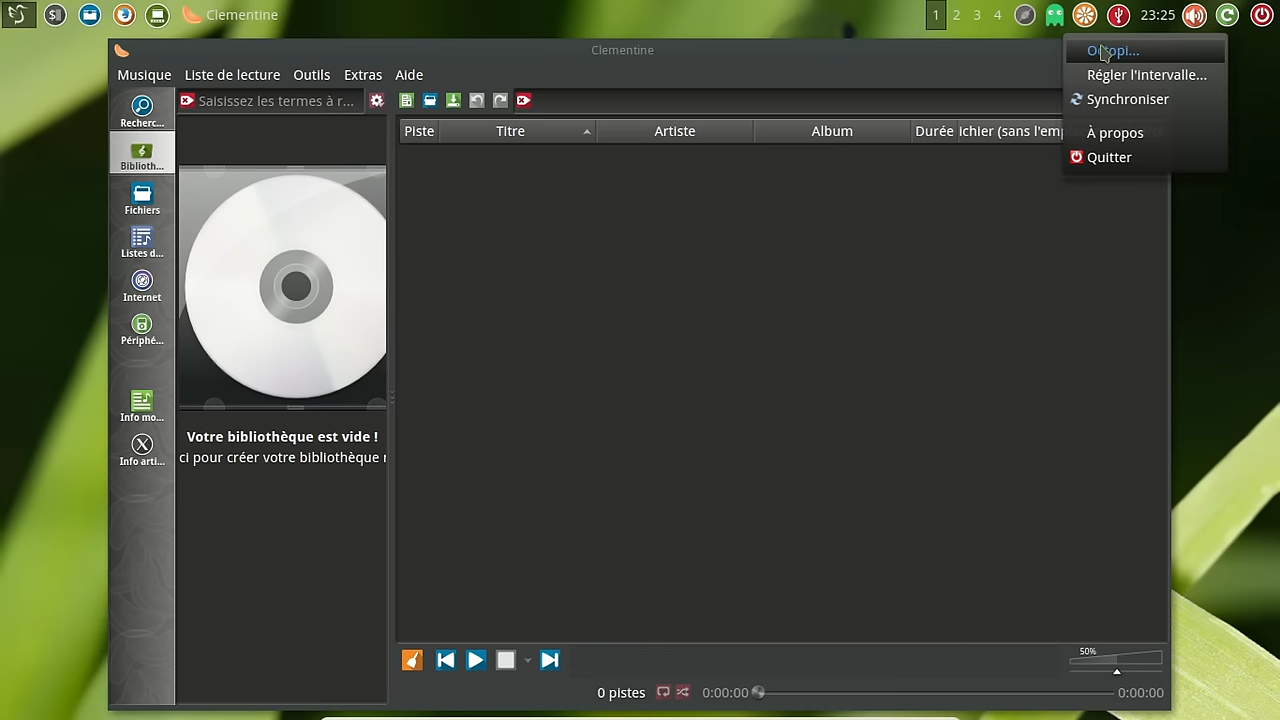 Clementine
1 2 3 4
23:25
Clementine
Octopi...
Régler l'intervalle...
Synchroniser
À propos
Quitter
Musique Liste de lecture Outils Extras Aide
Saisissez les termes à r...
Recherc...
Biblioth...
Fichiers
Listes d...
Internet
Périphé...
Info mo...
Info arti...
Piste Titre Artiste Album Durée ichier (sans l'emp
Votre bibliothèque est vide !
ci pour créer votre bibliothèque
50%
0 pistes 0:00:00 0:00:00